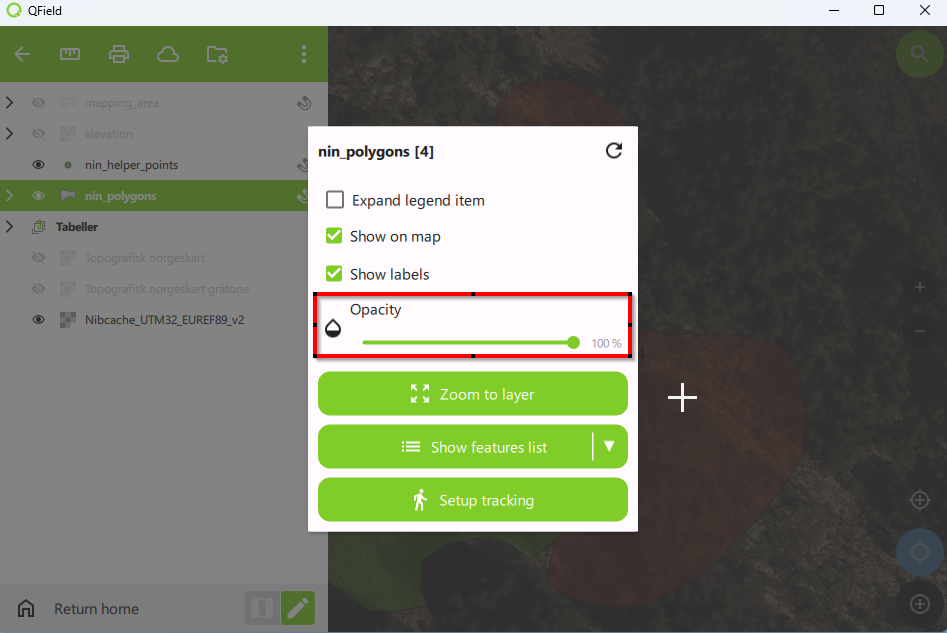 QField
mapping_area
elevation
nin_helper_points
nin_polygons
Tabeller
Topografisk norgeskart
Topografisk norgeskart gråtone
Nibcache_UTM32_EUREF89_v2
Return home
nin_polygons [4]
Expand legend item
Show on map
Show labels
Opacity
100 %
Zoom to layer
Show features list
Setup tracking